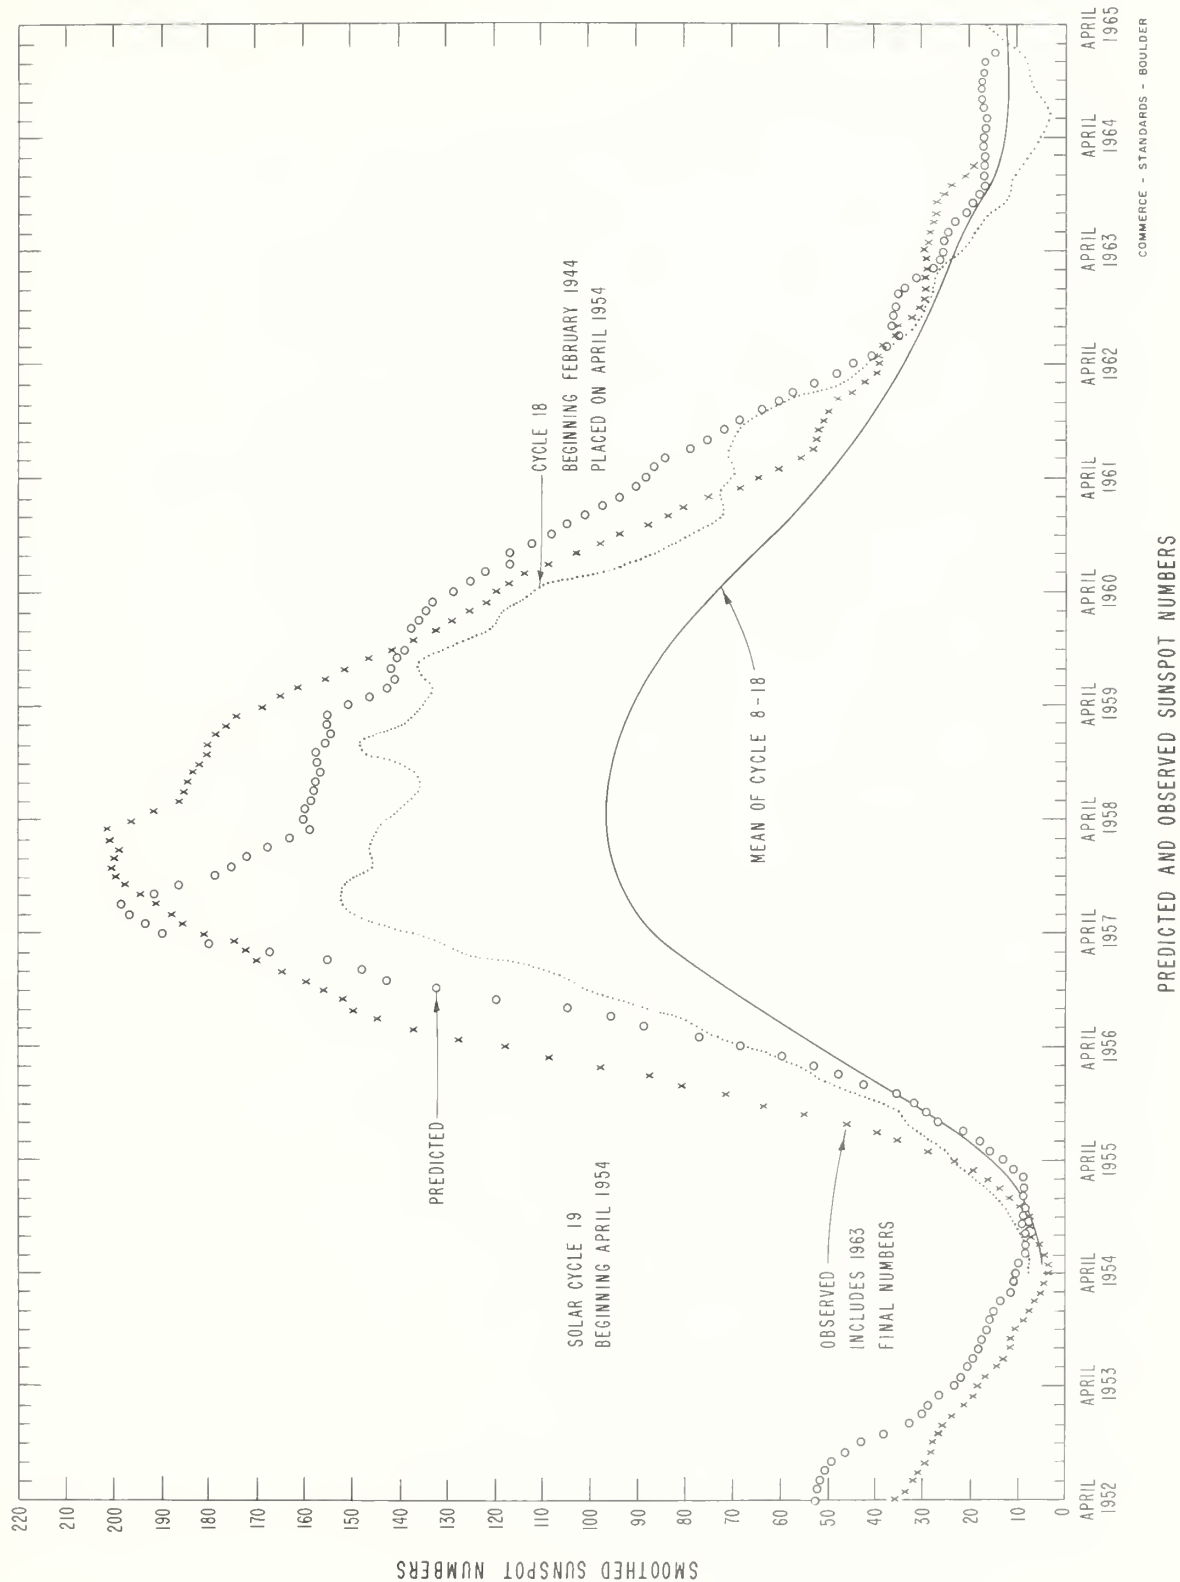 220
210
200
190
180
170
160
150
140
130
120
110
100
90
80
70
60
50
40
30
20
10
SMOOTHED SUNSPOT NUMBERS
CYCLE 18
BEGINNING FEBRUARY 1944
PLACED ON APRIL 1954
PREDICTED
MEAN OF CYCLE 8-18
SOLAR CYCLE 19
BEGINNING APRIL 1954
OBSERVED
INCLUDES 1963
FINAL NUMBERS
APRIL
1952
APRIL
1953
APRIL
1954
APRIL
1955
APRIL
1956
APRIL
1957
APRIL
1958
APRIL
1959
APRIL
1960
APRIL
1961
APRIL
1962
APRIL
1963
APRIL
1964
APRIL
1965
COMMERCE - STANDARDS - BOULDER
PREDICTED AND OBSERVED SUNSPOT NUMBERS